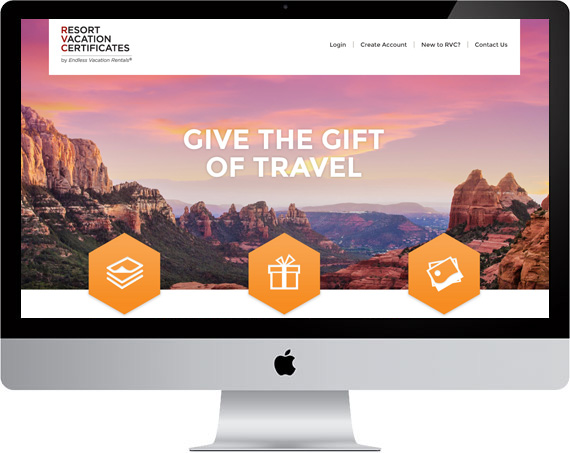 RESORT
VACATION
CERTIFICATES
by Endless Vacation Rentals®
Login | Create Account | New to RVC? | Contact Us
GIVE THE GIFT
OF TRAVEL